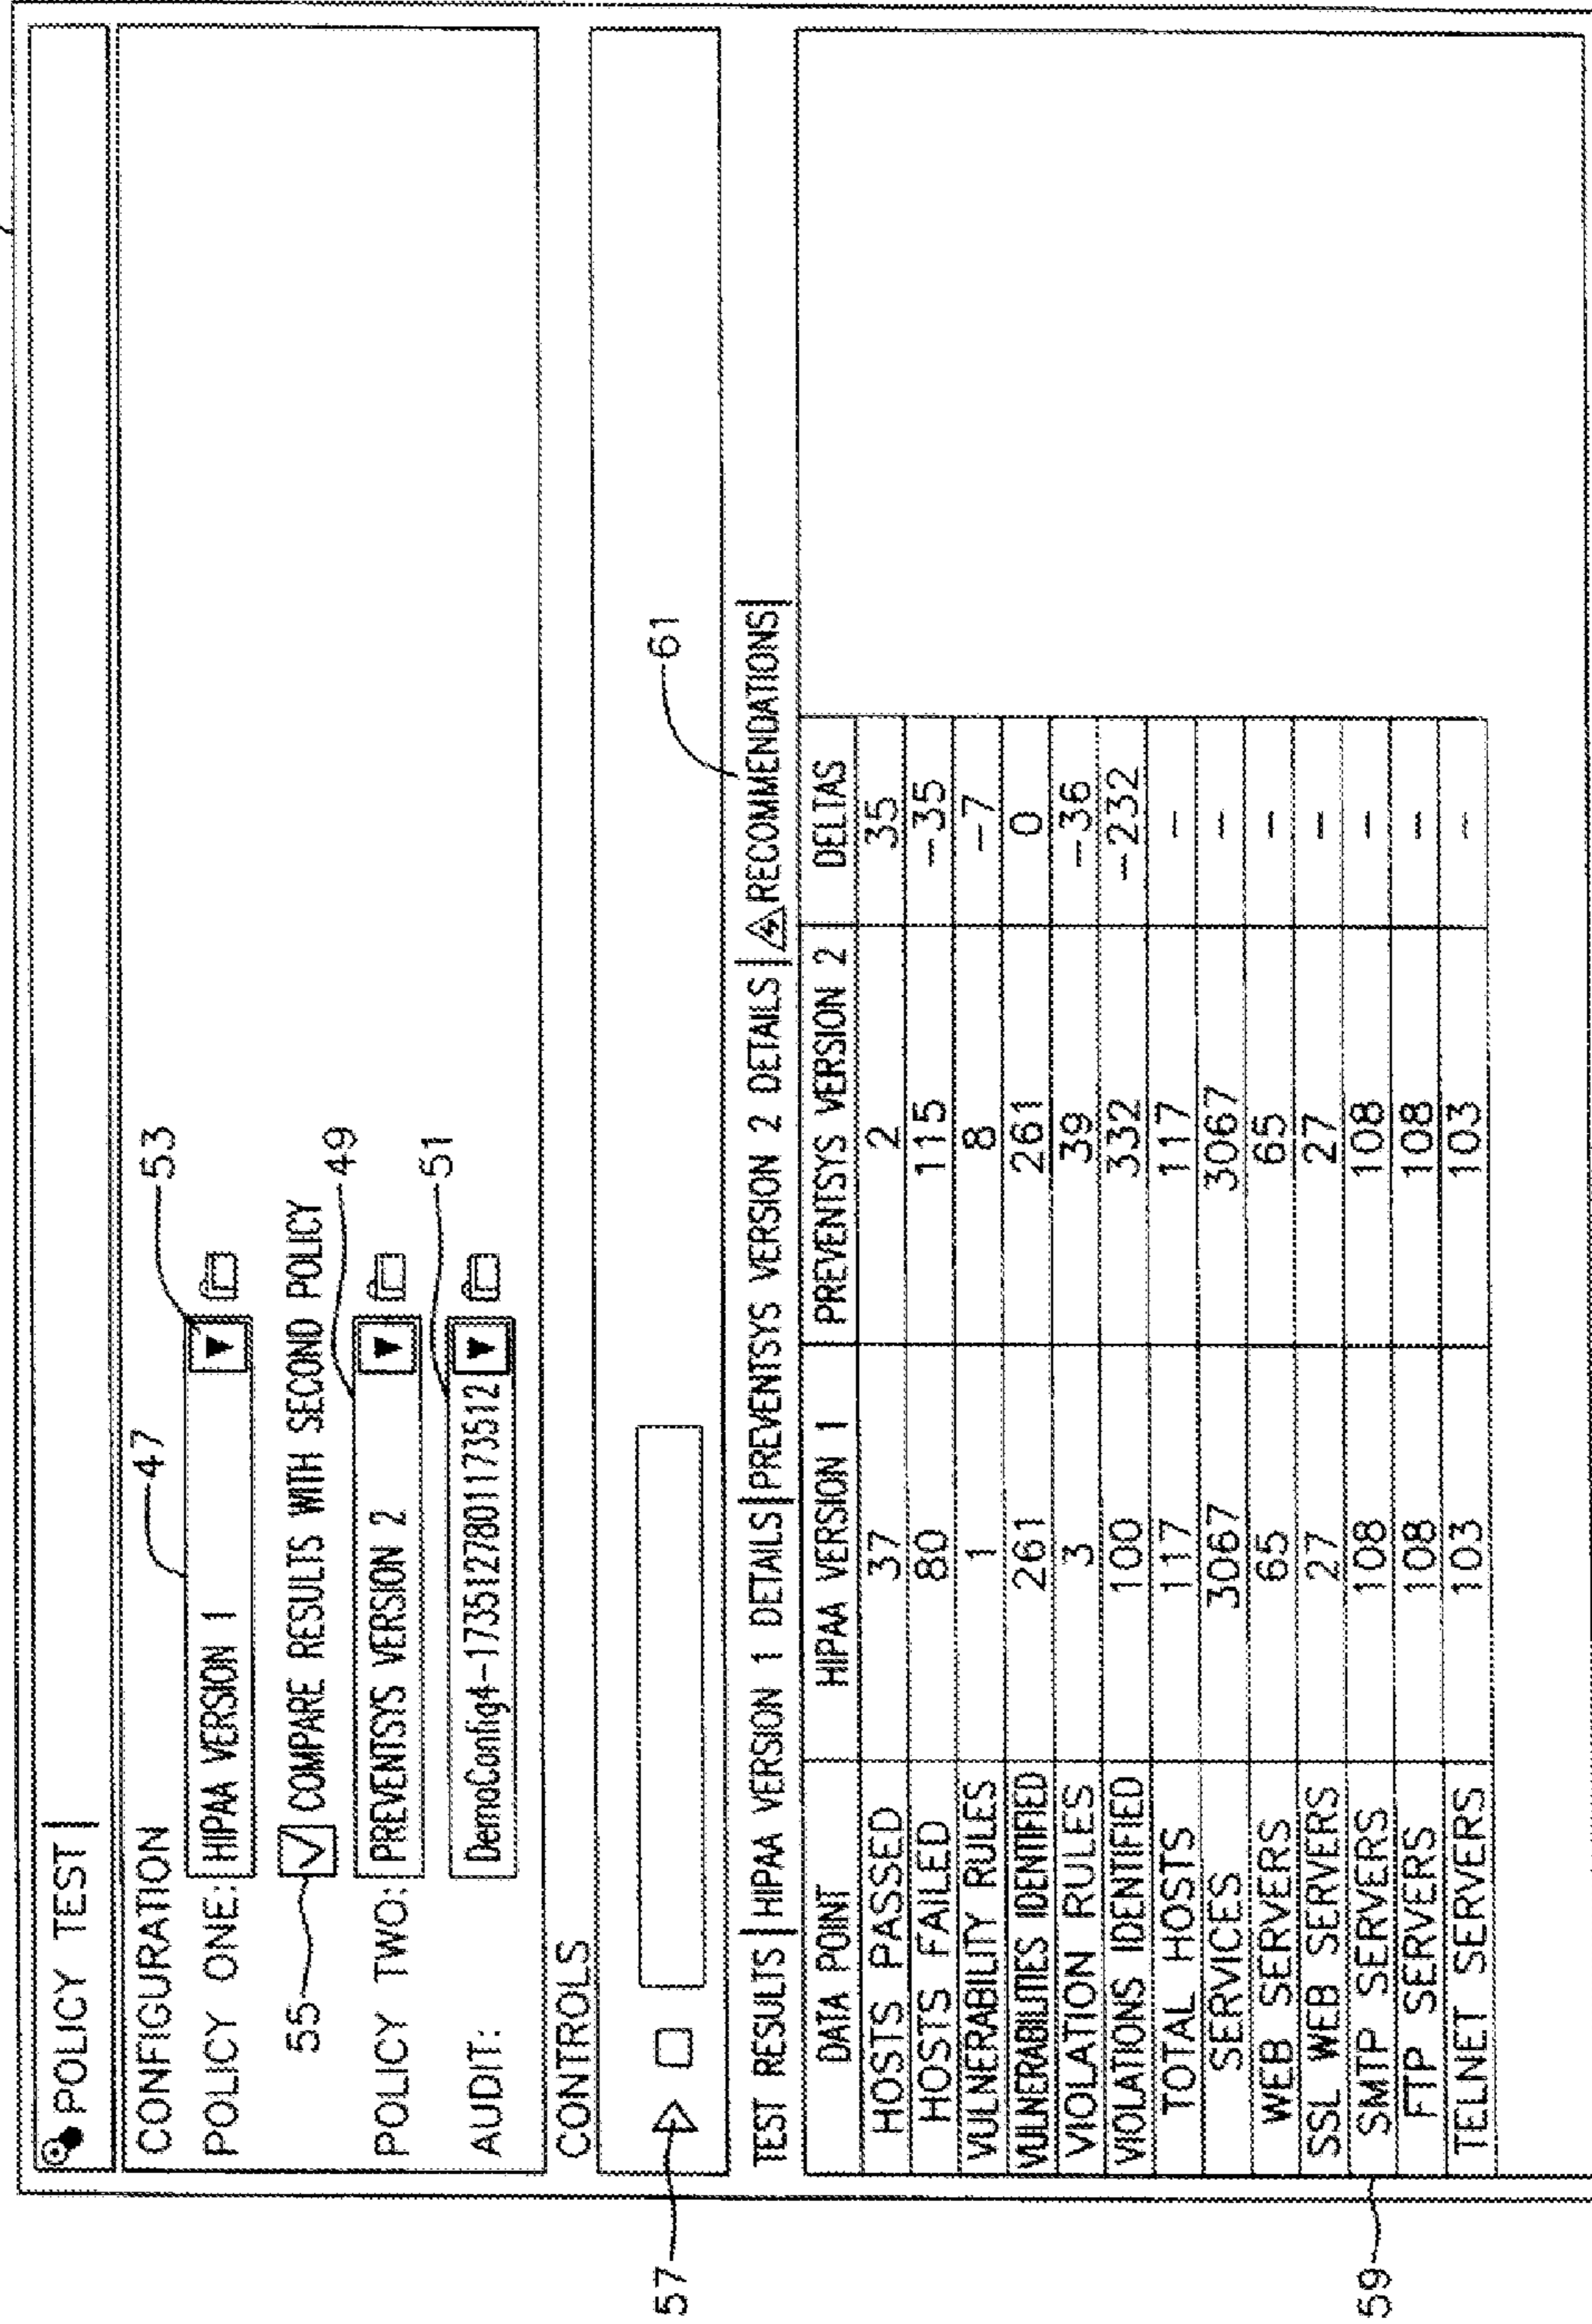 POLICY TEST
CONFIGURATION
47
53
POLICY ONE: HIPAA VERSION 1
55 COMPARE RESULTS WITH SECOND POLICY
49
POLICY TWO: PREVENTSYS VERSION 2
51
AUDIT: DemoConfig4-1735127801173512
CONTROLS
57
61
TEST RESULTS HIPAA VERSION 1 DETAILS PREVENTSYS VERSION 2 DETAILS RECOMMENDATIONS
DATA POINT HIPAA VERSION 1 PREVENTSYS VERSION 2 DELTAS
HOSTS PASSED 37 2 35
HOSTS FAILED 80 115 -35
VULNERABILITY RULES 1 8 -7
VULNERABILITIES IDENTIFIED 261 261 0
VIOLATION RULES 3 39 -36
VIOLATIONS IDENTIFIED 100 332 -232
TOTAL HOSTS 117 117 -
SERVICES 3067 3067 -
WEB SERVERS 65 65 -
SSL WEB SERVERS 27 27 -
59 SMTP SERVERS 108 108 -
FTP SERVERS 108 108 -
TELNET SERVERS 103 103 -